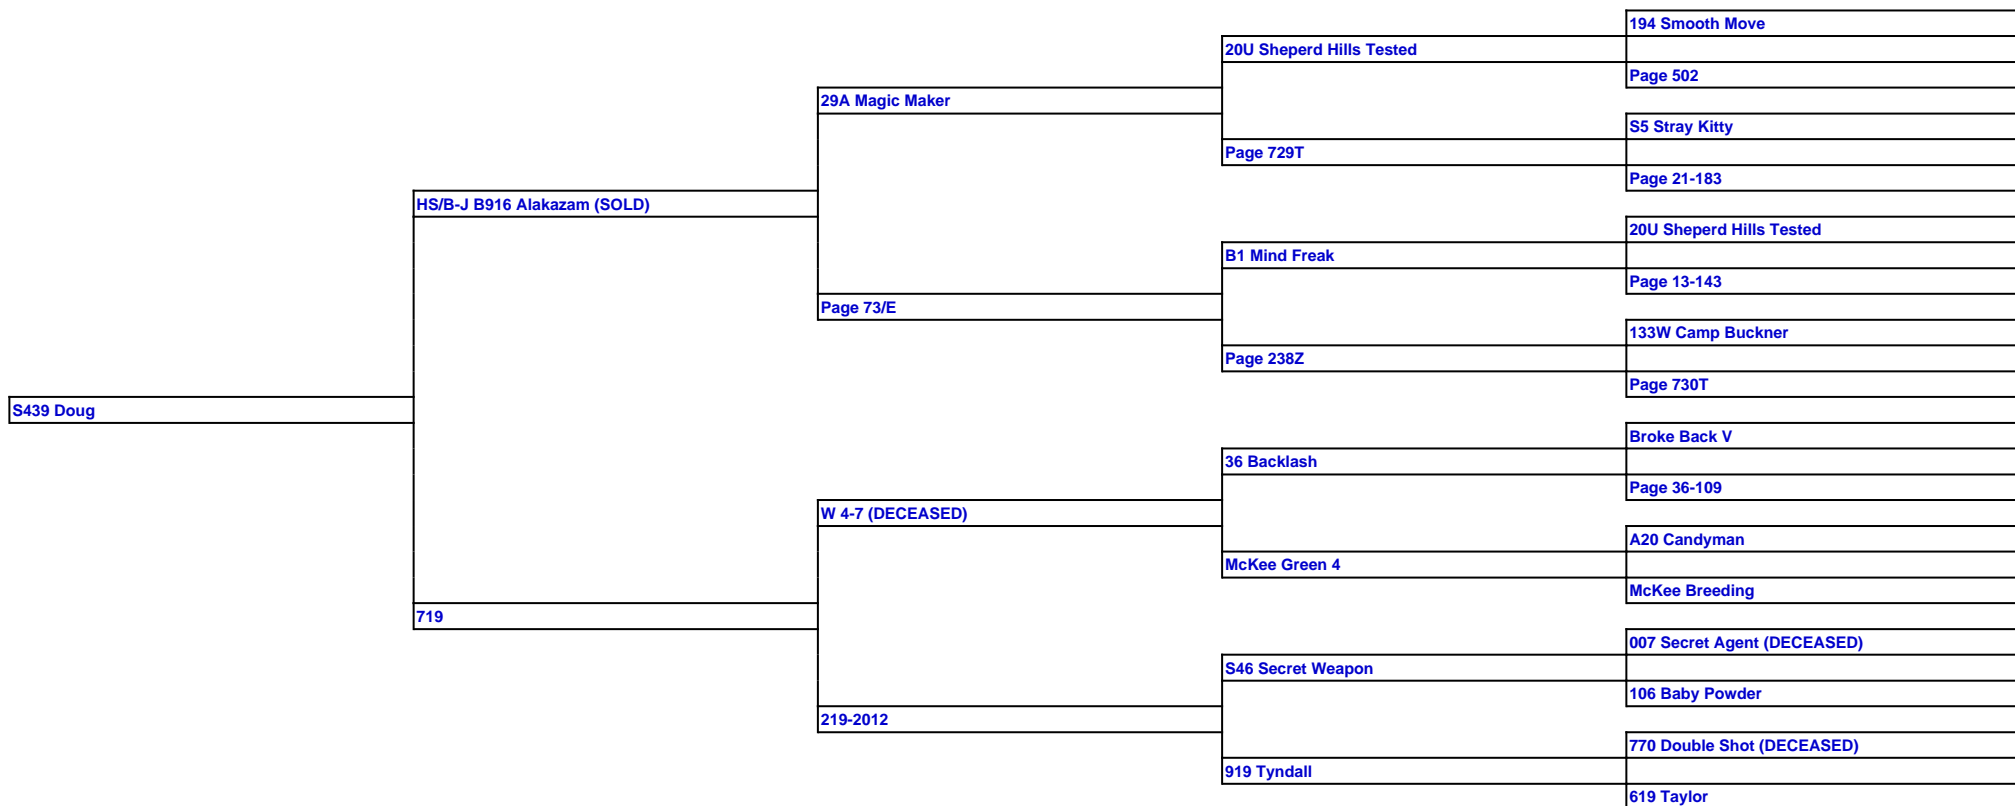 194 Smooth Move
20U Sheperd Hills Tested
Page 502
29A Magic Maker
S5 Stray Kitty
Page 729T
Page 21-183
HS/B-J B916 Alakazam (SOLD)
20U Sheperd Hills Tested
B1 Mind Freak
Page 13-143
Page 73/E
133W Camp Buckner
Page 238Z
Page 730T
S439 Doug
Broke Back V
36 Backlash
Page 36-109
W 4-7 (DECEASED)
A20 Candyman
McKee Green 4
McKee Breeding
719
007 Secret Agent (DECEASED)
S46 Secret Weapon
106 Baby Powder
219-2012
770 Double Shot (DECEASED)
919 Tyndall
619 Taylor